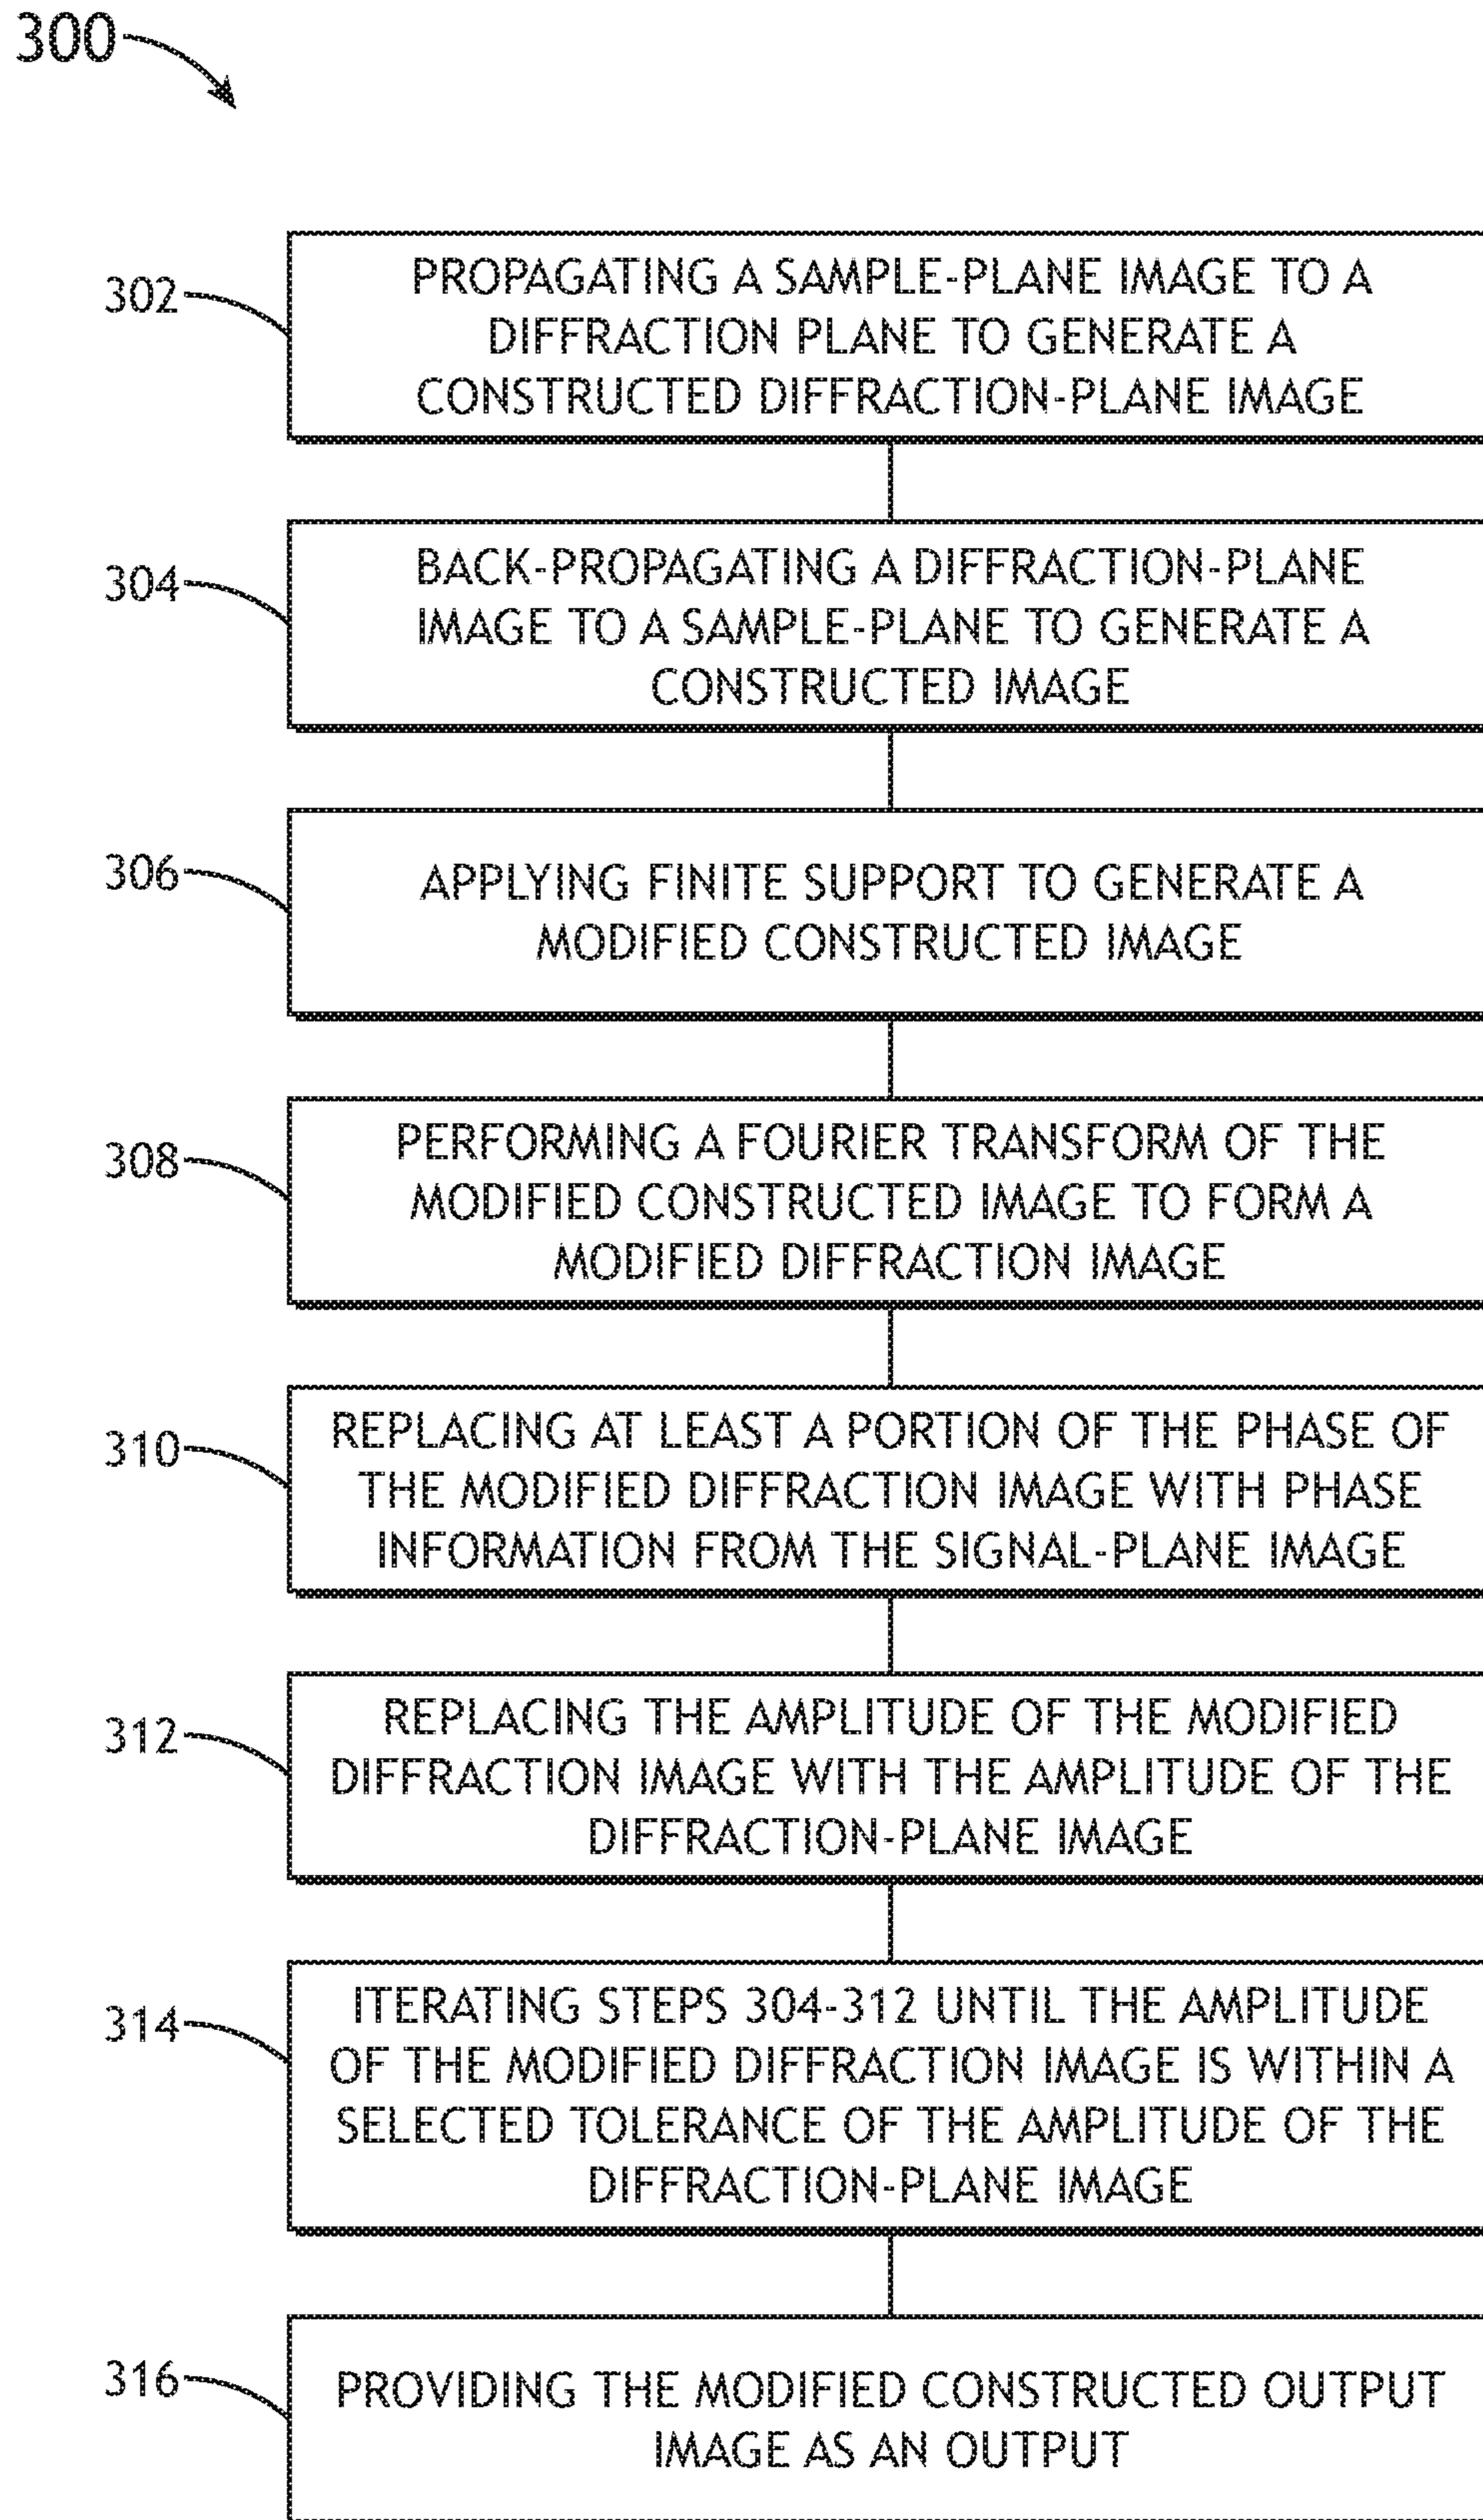 300
302
PROPAGATING A SAMPLE-PLANE IMAGE TO A
DIFFRACTION PLANE TO GENERATE A
CONSTRUCTED DIFFRACTION-PLANE IMAGE
304
BACK-PROPAGATING A DIFFRACTION-PLANE
IMAGE TO A SAMPLE-PLANE TO GENERATE A
CONSTRUCTED IMAGE
306
APPLYING FINITE SUPPORT TO GENERATE A
MODIFIED CONSTRUCTED IMAGE
308
PERFORMING A FOURIER TRANSFORM OF THE
MODIFIED CONSTRUCTED IMAGE TO FORM A
MODIFIED DIFFRACTION IMAGE
310
REPLACING AT LEAST A PORTION OF THE PHASE OF
THE MODIFIED DIFFRACTION IMAGE WITH PHASE
INFORMATION FROM THE SIGNAL-PLANE IMAGE
312
REPLACING THE AMPLITUDE OF THE MODIFIED
DIFFRACTION IMAGE WITH THE AMPLITUDE OF THE
DIFFRACTION-PLANE IMAGE
314
ITERATING STEPS 304-312 UNTIL THE AMPLITUDE
OF THE MODIFIED DIFFRACTION IMAGE IS WITHIN A
SELECTED TOLERANCE OF THE AMPLITUDE OF THE
DIFFRACTION-PLANE IMAGE
316
PROVIDING THE MODIFIED CONSTRUCTED OUTPUT
IMAGE AS AN OUTPUT